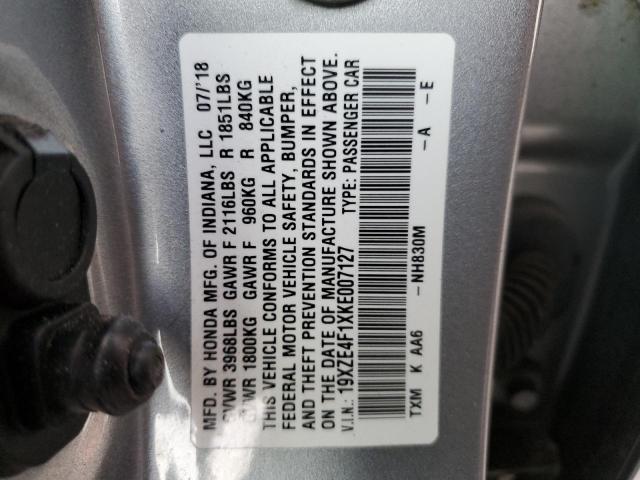 MFD. BY HONDA MFG. OF INDIANA, LLC 07/'18
GVWR 3968LBS GAWR F 2116LBS R 1851LBS
GVWR 1800KG GAWR F 960KG R 840KG
THIS VEHICLE CONFORMS TO ALL APPLICABLE
FEDERAL MOTOR VEHICLE SAFETY, BUMPER,
AND THEFT PREVENTION STANDARDS IN EFFECT
ON THE DATE OF MANUFACTURE SHOWN ABOVE.
V.I.N.: 19XZE4F1XKE007127 TYPE: PASSENGER CAR
TXM K AA6 -NH830M -A -E